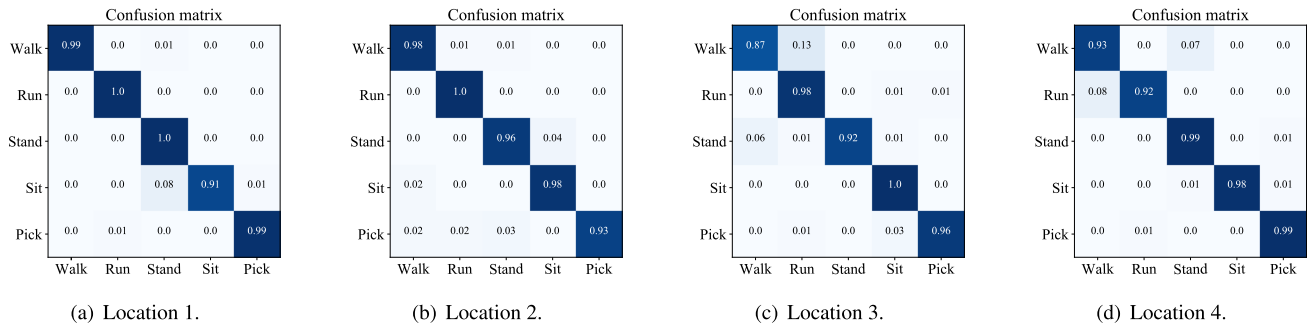 Confusion matrix
Walk 0.99 0.0 0.01 0.0 0.0
Run 0.0 1.0 0.0 0.0 0.0
Stand 0.0 0.0 1.0 0.0 0.0
Sit 0.0 0.0 0.08 0.91 0.01
Pick 0.0 0.01 0.0 0.0 0.99
Walk Run Stand Sit Pick
(a) Location 1.
Confusion matrix
Walk 0.98 0.01 0.01 0.0 0.0
Run 0.0 1.0 0.0 0.0 0.0
Stand 0.0 0.0 0.96 0.04 0.0
Sit 0.02 0.0 0.0 0.98 0.0
Pick 0.02 0.02 0.03 0.0 0.93
Walk Run Stand Sit Pick
(b) Location 2.
Confusion matrix
Walk 0.87 0.13 0.0 0.0 0.0
Run 0.0 0.98 0.0 0.01 0.01
Stand 0.06 0.01 0.92 0.01 0.0
Sit 0.0 0.0 0.0 1.0 0.0
Pick 0.0 0.01 0.0 0.03 0.96
Walk Run Stand Sit Pick
(c) Location 3.
Confusion matrix
Walk 0.93 0.0 0.07 0.0 0.0
Run 0.08 0.92 0.0 0.0 0.0
Stand 0.0 0.0 0.99 0.0 0.01
Sit 0.0 0.0 0.01 0.98 0.01
Pick 0.0 0.01 0.0 0.0 0.99
Walk Run Stand Sit Pick
(d) Location 4.